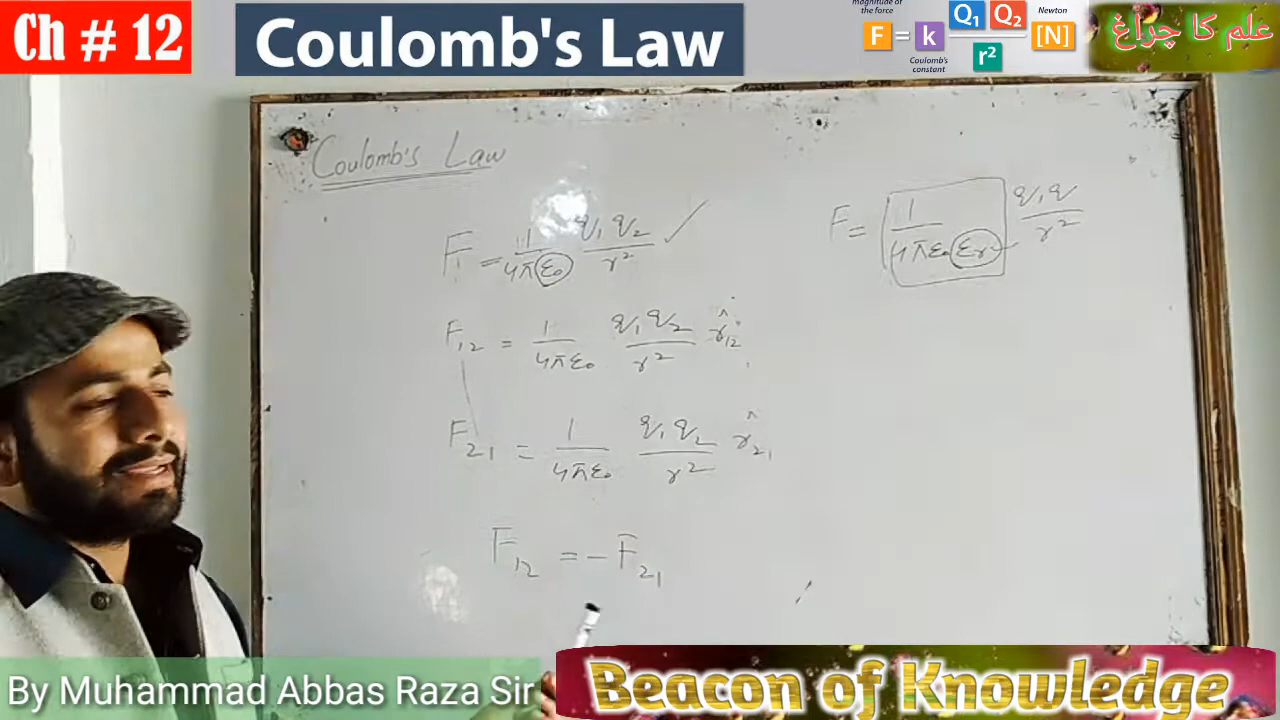 Ch # 12
Coulomb's Law
magnitude of the force
F = k Q₁ Q₂ / r² Newton [N]
Coulomb's constant
علم کا چراغ
Coulomb's Law
F = 1/4πε₀ q₁q₂/r² ✓
F₁₂ = 1/4πε₀ q₁q₂/r² r̂₁₂
F₂₁ = 1/4πε₀ q₁q₂/r² r̂₂₁
F₁₂ = −F₂₁
F = 1/4πε₀εr q₁q/r²
By Muhammad Abbas Raza Sir
Beacon of Knowledge